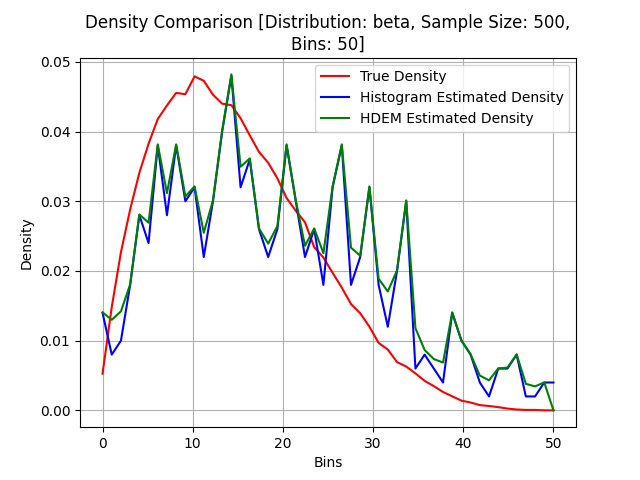 Density Comparison [Distribution: beta, Sample Size: 500,
Bins: 50]
True Density
Histogram Estimated Density
HDEM Estimated Density
Density
0.05
0.04
0.03
0.02
0.01
0.00
0 10 20 30 40 50
Bins